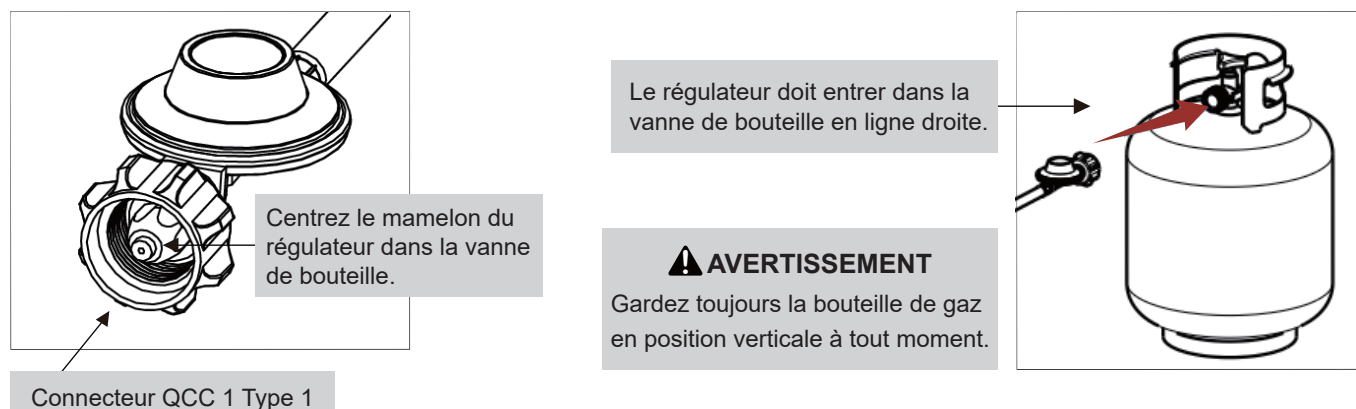 Centrez le mamelon du
régulateur dans la vanne
de bouteille.
Connecteur QCC 1 Type 1
Le régulateur doit entrer dans la
vanne de bouteille en ligne droite.
AVERTISSEMENT
Gardez toujours la bouteille de gaz
en position verticale à tout moment.